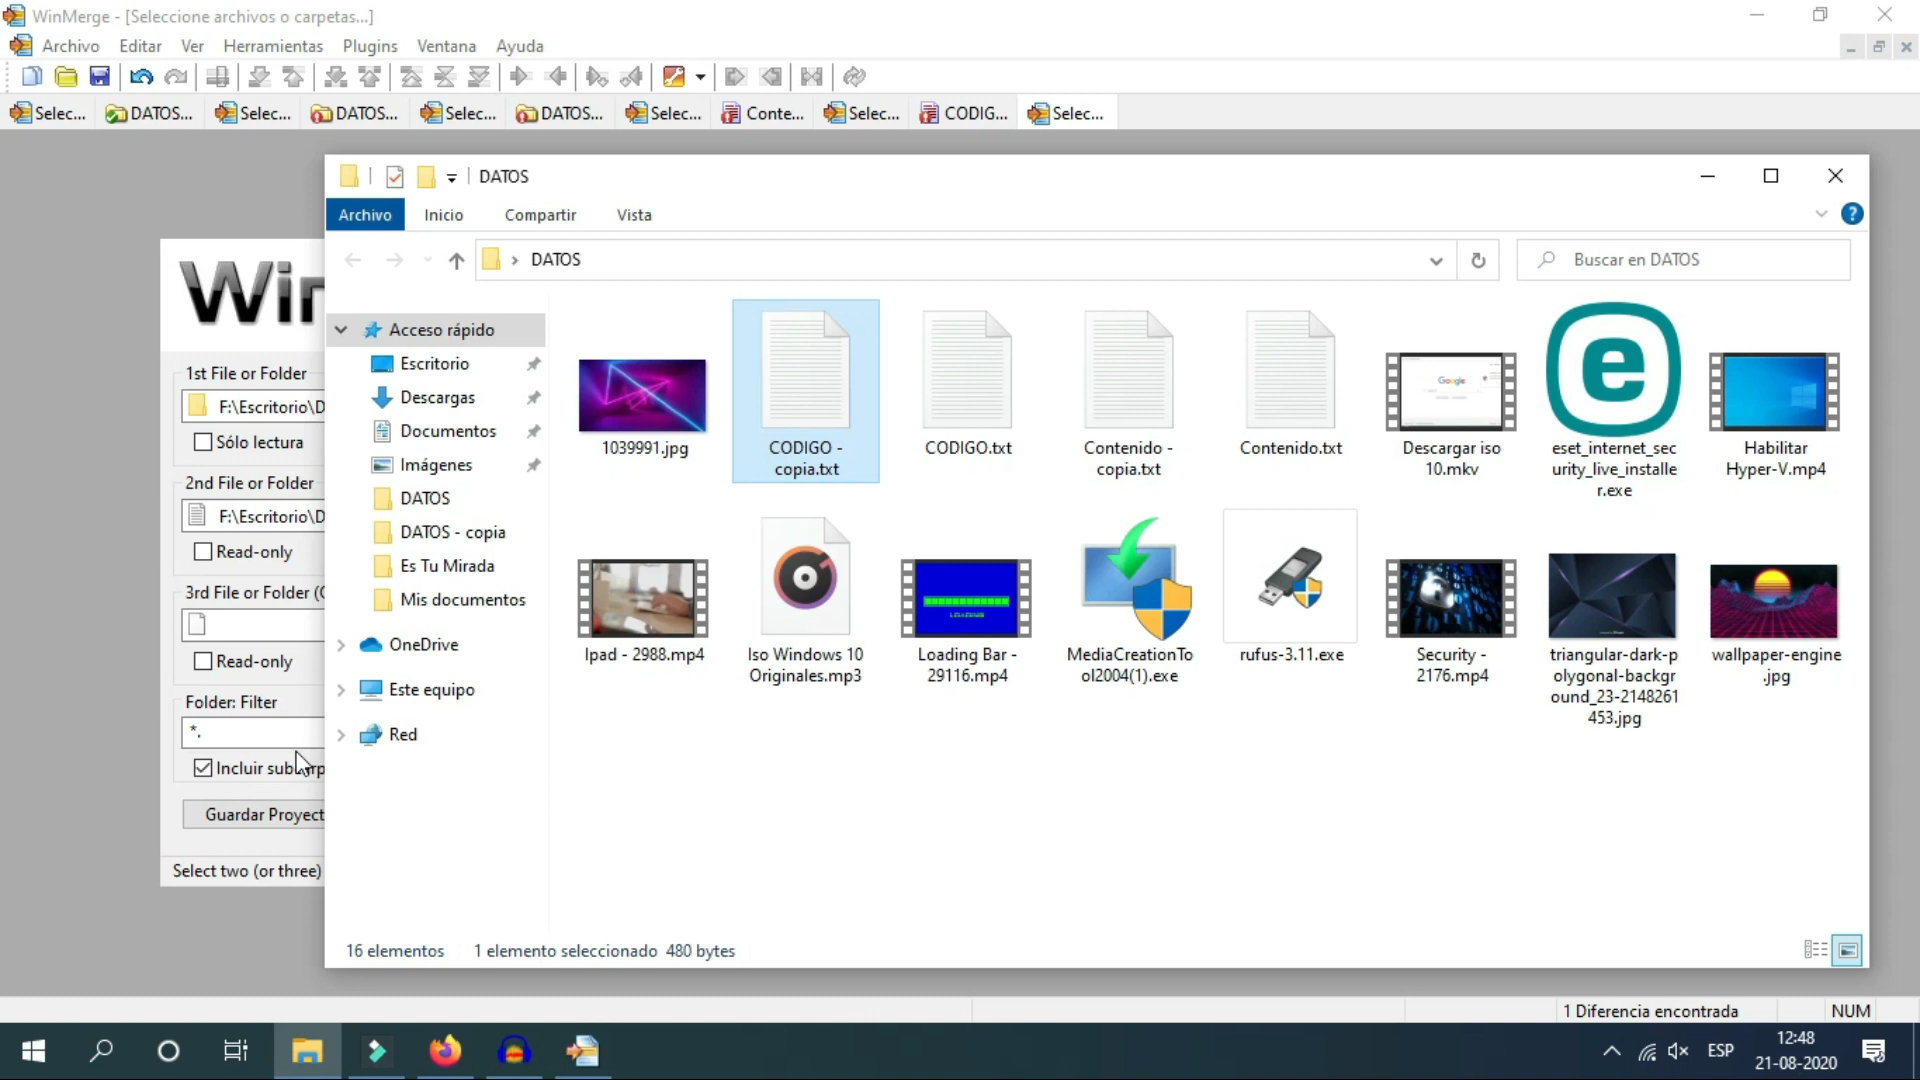 WinMerge - [Seleccione archivos o carpetas...]
Archivo Editar Ver Herramientas Plugins Ventana Ayuda
Selec... DATOS... Selec... DATOS... Selec... DATOS... Selec... Conte... Selec... CODIG... Selec...
DATOS
Archivo Inicio Compartir Vista
DATOS
Buscar en DATOS
Win
1st File or Folder
F:\Escritorio\D
Sólo lectura
2nd File or Folder
F:\Escritorio\D
Read-only
3rd File or Folder (
Read-only
Folder: Filter
*.
Incluir sub
Guardar Proyect
Select two (or three)
Acceso rápido
Escritorio
Descargas
Documentos
Imágenes
DATOS
DATOS - copia
Es Tu Mirada
Mis documentos
OneDrive
Este equipo
Red
1039991.jpg
CODIGO -
copia.txt
CODIGO.txt
Contenido -
copia.txt
Contenido.txt
Google
Descargar iso
10.mkv
e
eset_internet_sec
urity_live_installe
r.exe
Habilitar
Hyper-V.mp4
Ipad - 2988.mp4
Iso Windows 10
Originales.mp3
LOADING
Loading Bar -
29116.mp4
MediaCreationTo
ol2004(1).exe
rufus-3.11.exe
Security -
2176.mp4
triangular-dark-p
olygonal-backgr
ound_23-2148261
453.jpg
wallpaper-engine
.jpg
16 elementos 1 elemento seleccionado 480 bytes
1 Diferencia encontrada NUM
ESP
12:48
21-08-2020